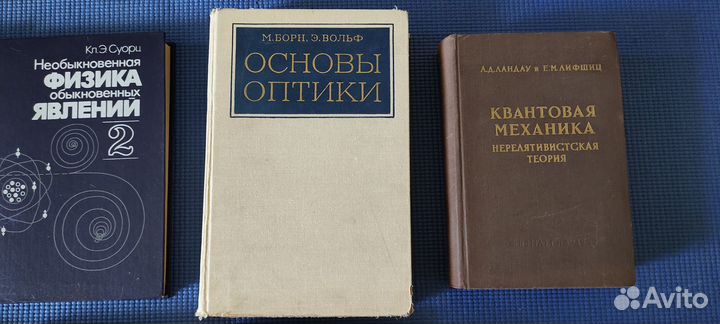 Кл. Э. Суорц
Необыкновенная
ФИЗИКА
обыкновенных
ЯВЛЕНИЙ
2
М. БОРН, Э. ВОЛЬФ
ОСНОВЫ
ОПТИКИ
Л.Д.ЛАНДАУ и Е.М.ЛИФШИЦ
КВАНТОВАЯ
МЕХАНИКА
НЕРЕЛЯТИВИСТСКАЯ
ТЕОРИЯ
Avito